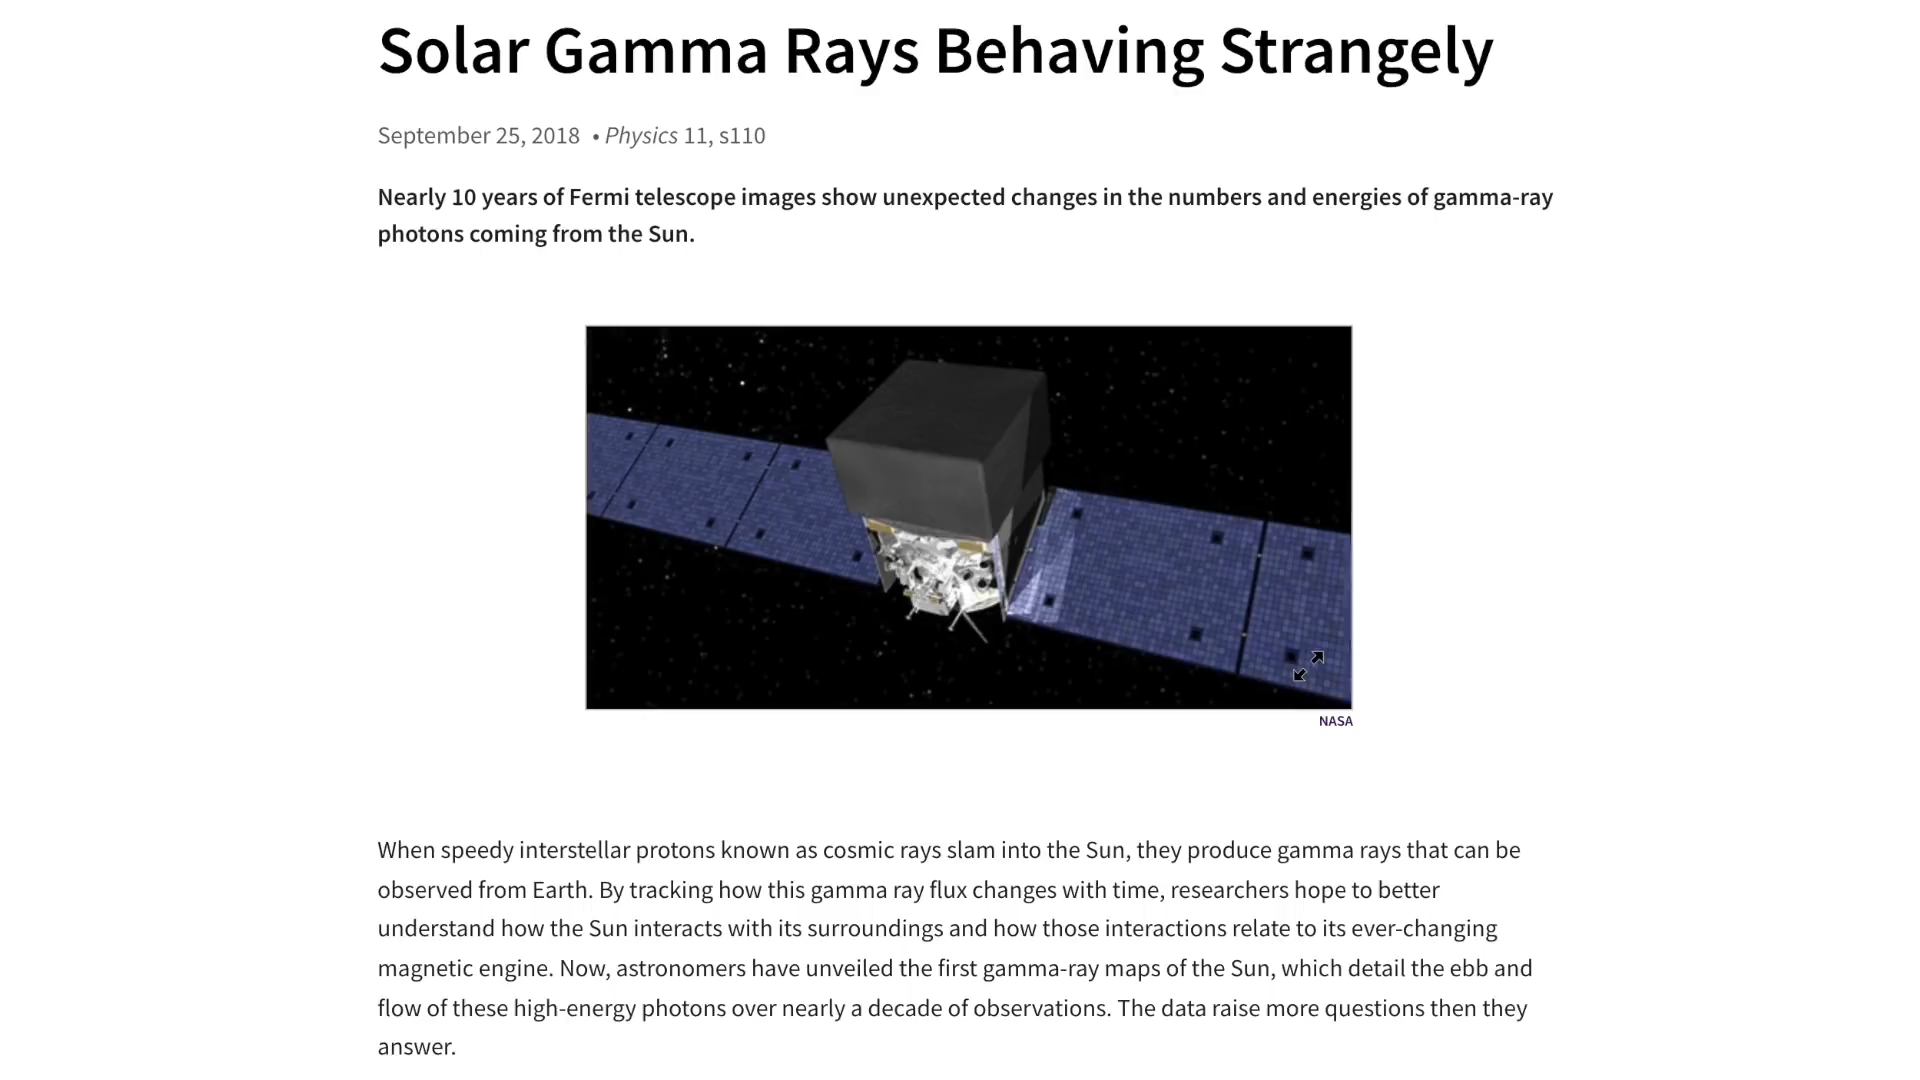 Solar Gamma Rays Behaving Strangely
September 25, 2018 • Physics 11, s110
Nearly 10 years of Fermi telescope images show unexpected changes in the numbers and energies of gamma-ray
photons coming from the Sun.
NASA
When speedy interstellar protons known as cosmic rays slam into the Sun, they produce gamma rays that can be
observed from Earth. By tracking how this gamma ray flux changes with time, researchers hope to better
understand how the Sun interacts with its surroundings and how those interactions relate to its ever-changing
magnetic engine. Now, astronomers have unveiled the first gamma-ray maps of the Sun, which detail the ebb and
flow of these high-energy photons over nearly a decade of observations. The data raise more questions then they
answer.